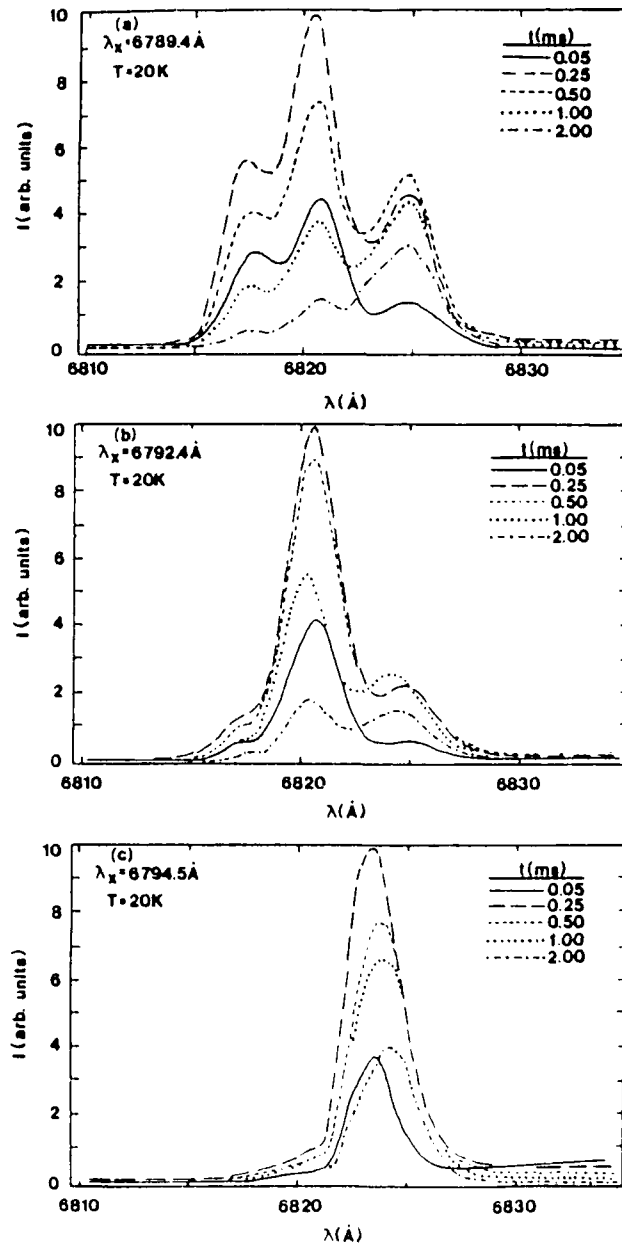 (a)
λx=6789.4Å
T=20K
t(ms)
0.05
0.25
0.50
1.00
2.00
10
8
6
4
2
0
I (arb. units)
6810
6820
6830
λ(Å)
(b)
λx=6792.4Å
T=20K
t(ms)
0.05
0.25
0.50
1.00
2.00
10
8
6
4
2
0
I (arb. units)
6810
6820
6830
λ(Å)
(c)
λx=6794.5Å
T=20K
t(ms)
0.05
0.25
0.50
1.00
2.00
10
8
6
4
2
0
I (arb. units)
6810
6820
6830
λ(Å)